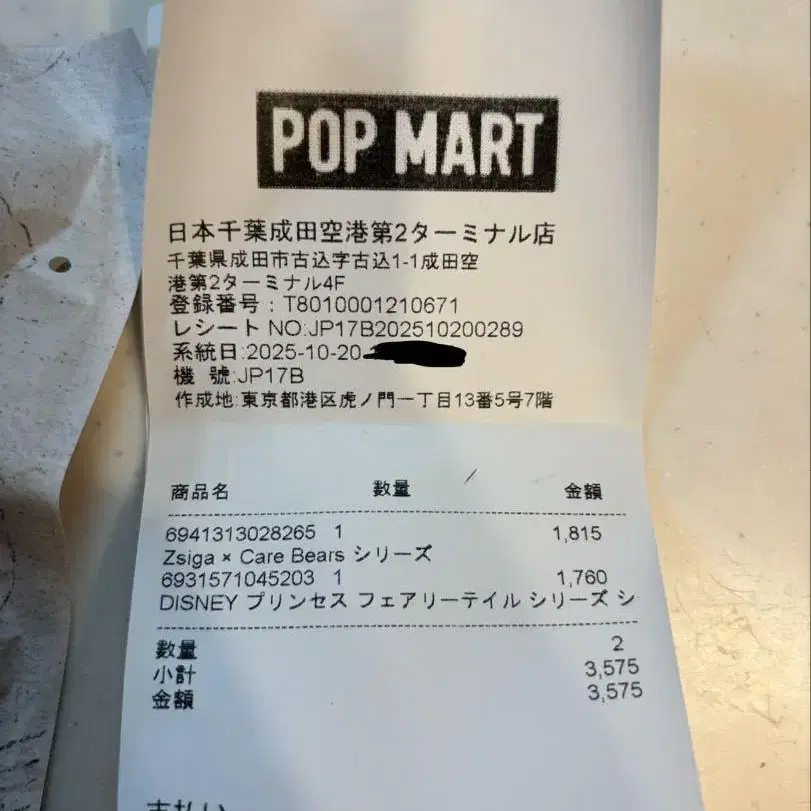 POP MART
日本千葉成田空港第2ターミナル店
千葉県成田市古込字古込1-1成田空
港第2ターミナル4F
登録番号：T8010001210671
レシート NO:JP17B202510200289
系統日:2025-10-20
機 號:JP17B
作成地:東京都港区虎ノ門一丁目13番5号7階
商品名 数量 金額
6941313028265 1 1,815
Zsiga × Care Bears シリーズ
6931571045203 1 1,760
DISNEY プリンセス フェアリーテイル シリーズ シ
数量 2
小計 3,575
金額 3,575
支払い